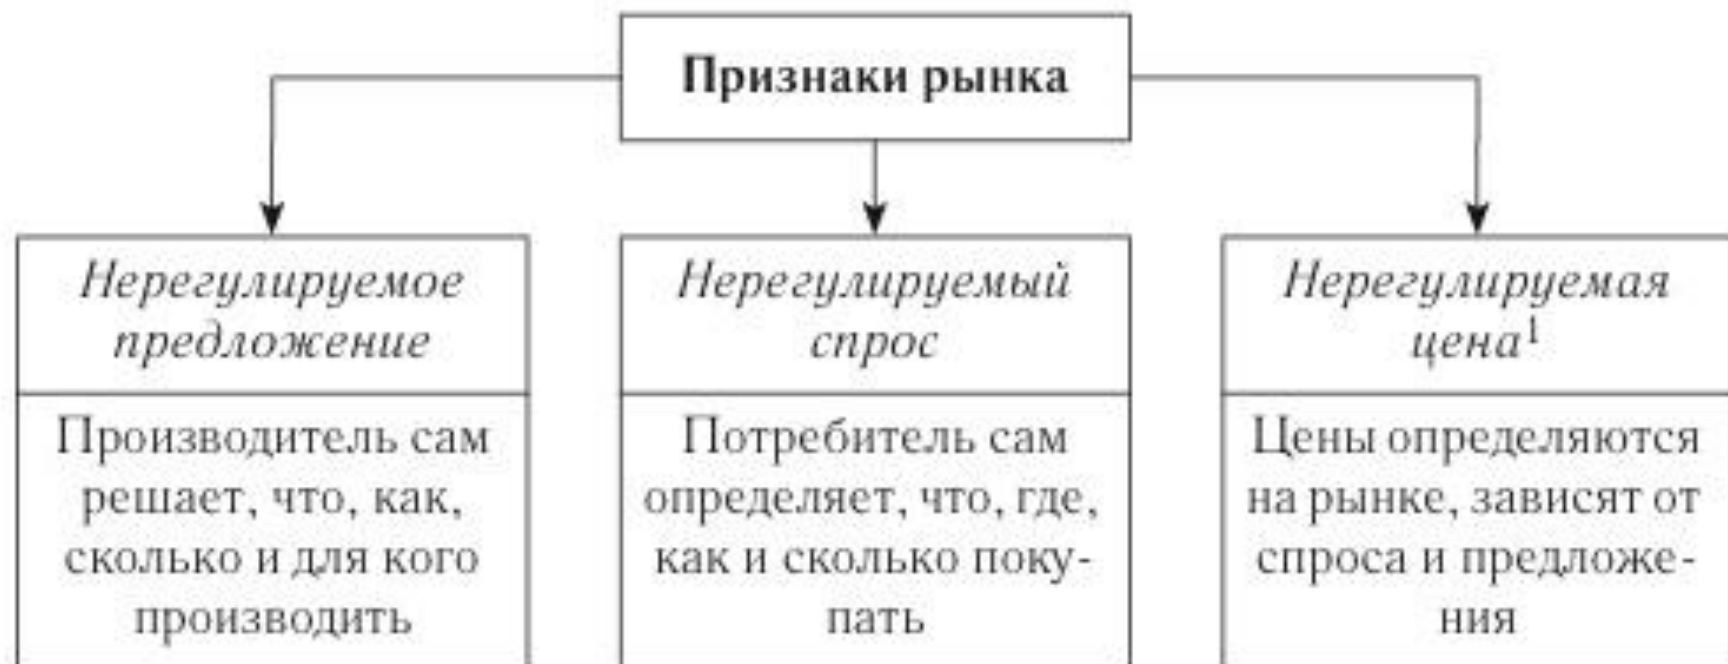 Признаки рынка
Нерегулируемое
предложение
Производитель сам
решает, что, как,
сколько и для кого
производить
Нерегулируемый
спрос
Потребитель сам
определяет, что, где,
как и сколько поку-
пать
Нерегулируемая
цена¹
Цены определяются
на рынке, зависят от
спроса и предложе-
ния